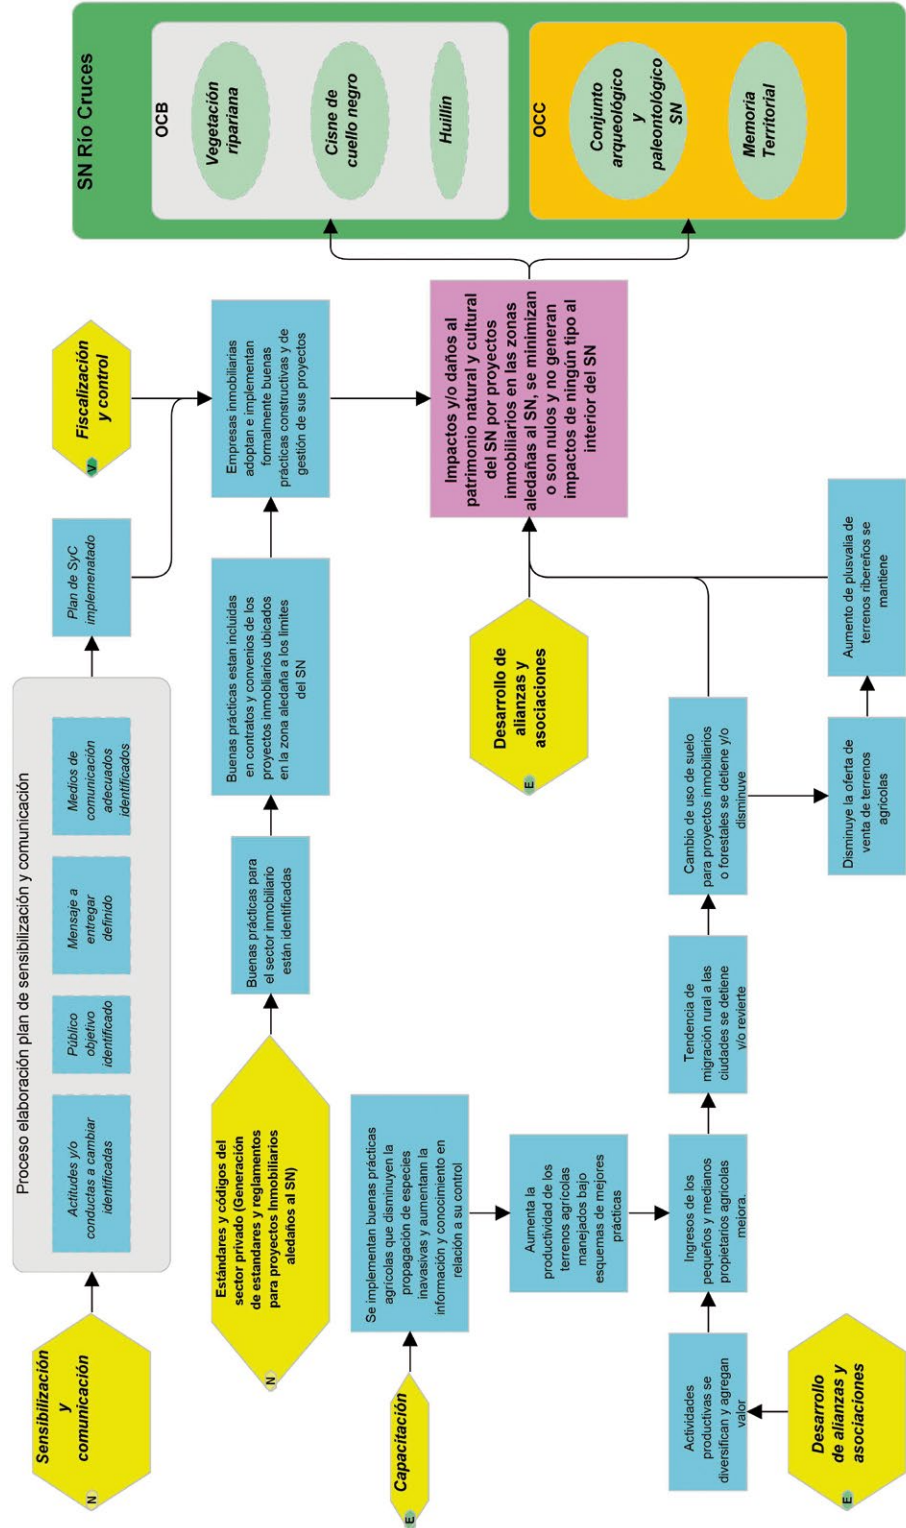 Sensibilización
y
comunicación
N
Proceso elaboración plan de sensibilización y comunicación
Actitudes y/o
conductas a cambiar
identificadas
Público
objetivo
identificado
Mensaje a
entregar
definido
Medios de
comunicación
adecuados
identificados
Plan de SyC
implemenatado
Fiscalización
y control
V
Estándares y códigos del
sector privado (Generación
de estandares y reglamentos
para proyectos Inmobiliarios
aledaños al SN)
N
Buenas prácticas para
el sector inmobiliario
están identificadas
Buenas prácticas estan incluidas
en contratos y convenios de los
proyectos inmobiliarios ubicados
en la zona aledaña a los limites
del SN
Empresas inmobiliarias
adoptan e implementan
formalmente buenas
prácticas constructivas y de
gestión de sus proyectos
Capacitación
E
Se implementan buenas prácticas
agrícolas que disminuyen la
propagación de especies
inavasivas y aumentann la
información y conocimiento en
relación a su control
Aumenta la
productividad de los
terrenos agrícolas
manejados bajo
esquemas de mejores
prácticas
Desarrollo de
alianzas y
asociaciones
E
Impactos y/o daños al
patrimonio natural y cultural
del SN por proyectos
inmobiliarios en las zonas
aledañas al SN, se minimizan
o son nulos y no generan
impactos de ningún tipo al
interior del SN
Desarrollo
de alianzas y
asociaciones
E
Actividades
productivas se
diversifican y agregan
valor
Ingresos de los
pequeños y medianos
propietarios agricolas
mejora.
Tendencia de
migración rural a las
ciudades se detiene
y/o revierte
Cambio de uso de suelo
para proyectos inmobiliarios
o forestales se detiene y/o
disminuve
Disminuye la oferta de
venta de terrenos
agrícolas
Aumento de plusvalia de
terrenos ribereños se
mantiene
SN Río Cruces
OCB
Vegetación
ripariana
Cisne de
cuello negro
Huillín
OCC
Conjunto
arqueológico
y
paleontológico
SN
Memoria
Territorial